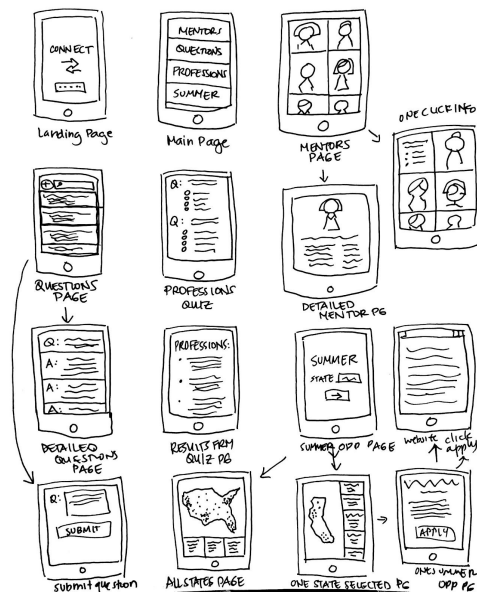 CONNECT
Landing Page
MENTORS
QUESTIONS
PROFESSIONS
SUMMER
Main Page
MENTORS
PAGE
ONE CLICK INFO
QUESTIONS
PAGE
Q:
Q:
PROFESSIONS
QUIZ
DETAILED
MENTOR PG
Q:
A:
A:
A:
DETAILED
QUESTIONS
PAGE
PROFESSIONS:
RESULTS FRM
QUIZ PG
SUMMER
STATE
SUMMER OPP PAGE
website click
apply
Q:
SUBMIT
submit question
ALL STATES PAGE
ONE STATE SELECTED PG
APPLY
OPP PG